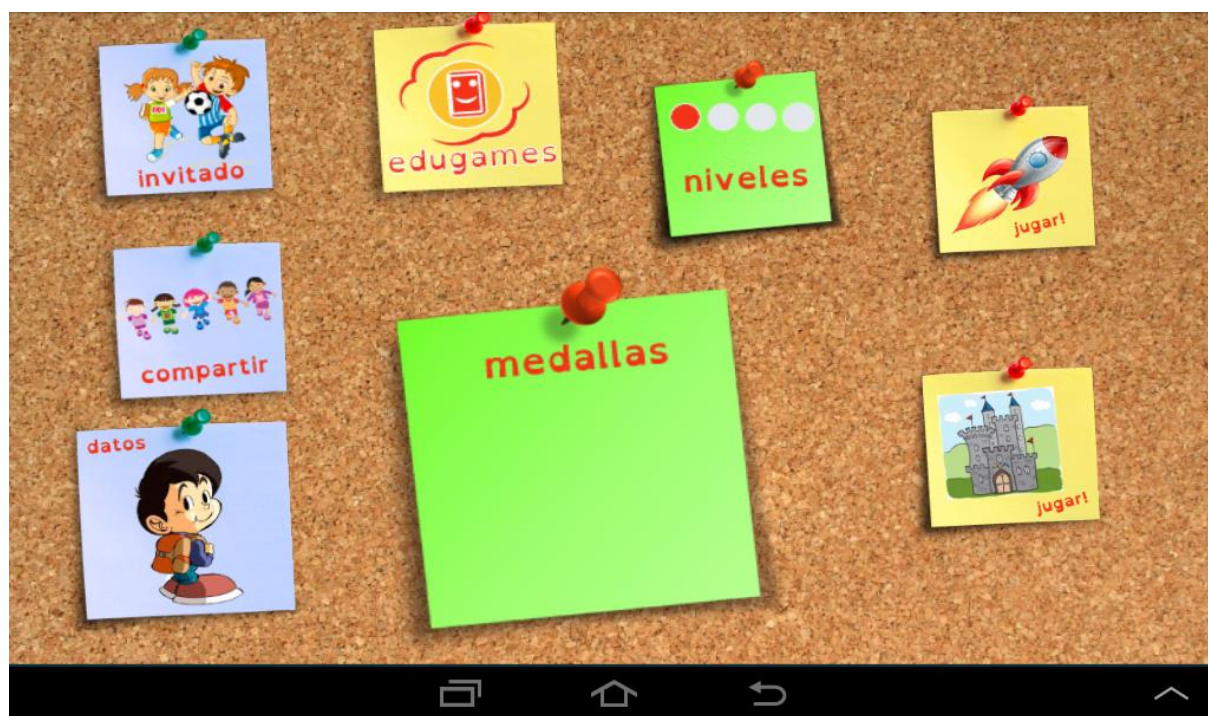 invitado
edugames
niveles
jugar!
compartir
medallas
datos
jugar!